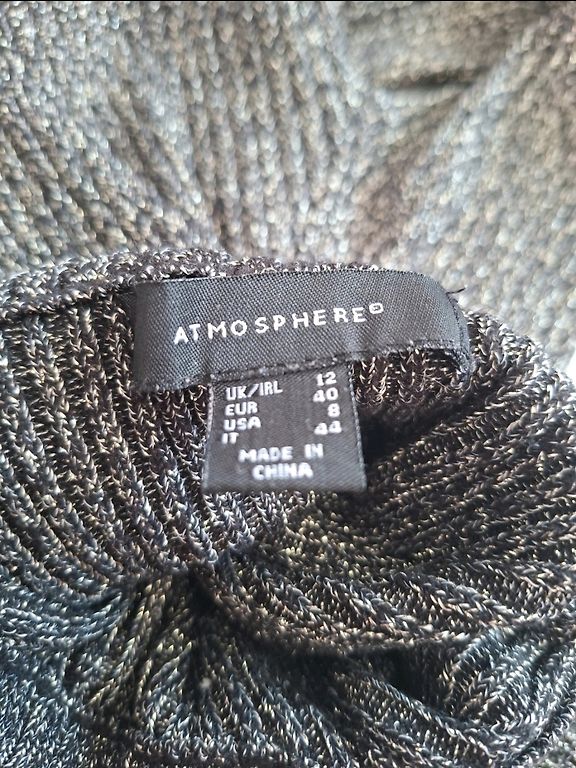 ATMOSPHERE®
UK/IRL 12
EUR 40
USA 8
IT 44
MADE IN
CHINA